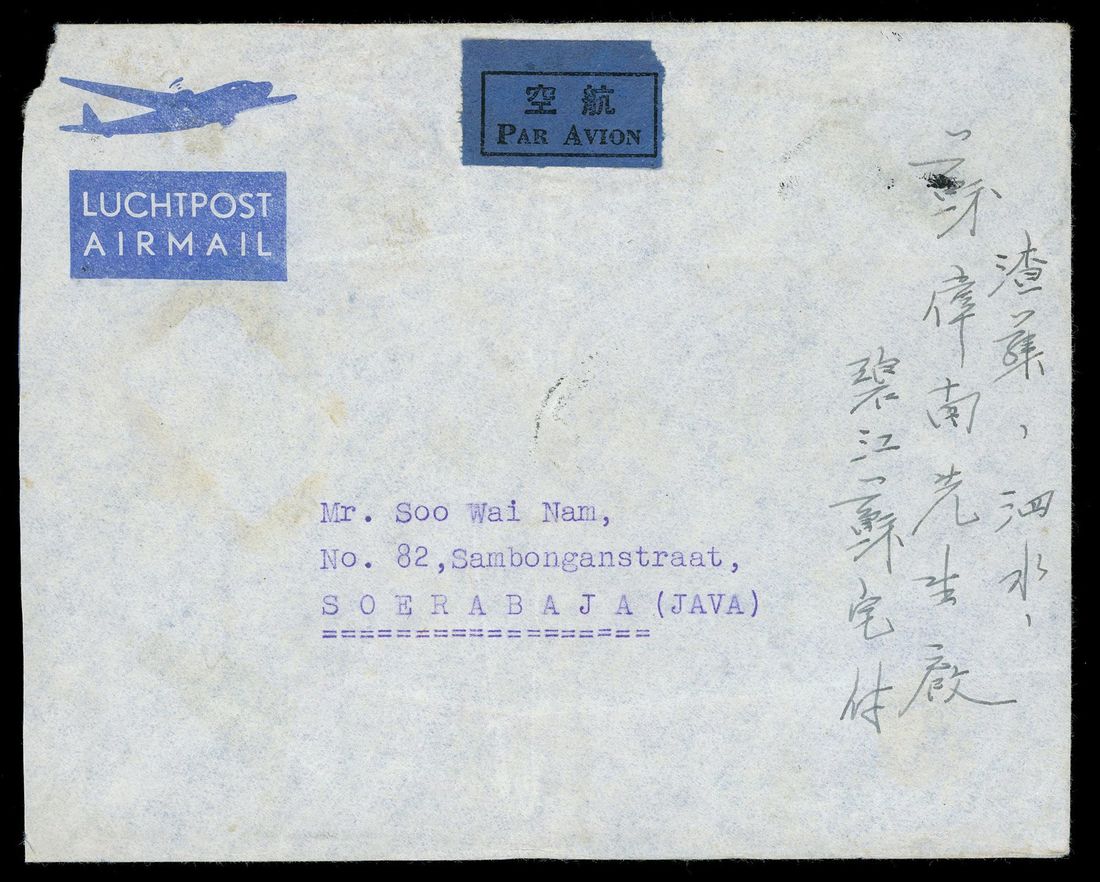 LUCHTPOST
AIRMAIL
空 航
PAR AVION
渣華，泗水，
蘇偉南先生啟
碧江蘇宅付
Mr. Soo Wai Nam,
No. 82,Sambonganstraat,
S O E R A B A J A (JAVA)
==================